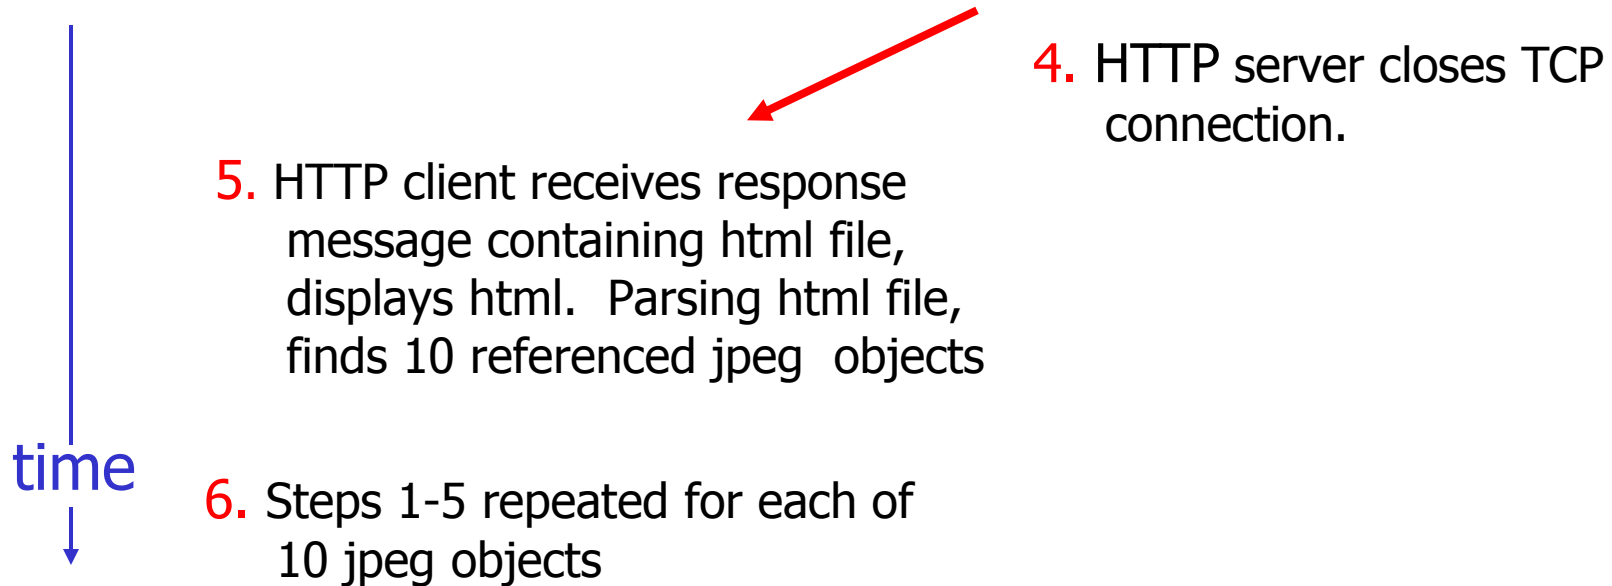 4. HTTP server closes TCP
connection.
5. HTTP client receives response
message containing html file,
displays html.  Parsing html file,
finds 10 referenced jpeg  objects
time
6. Steps 1-5 repeated for each of
10 jpeg objects